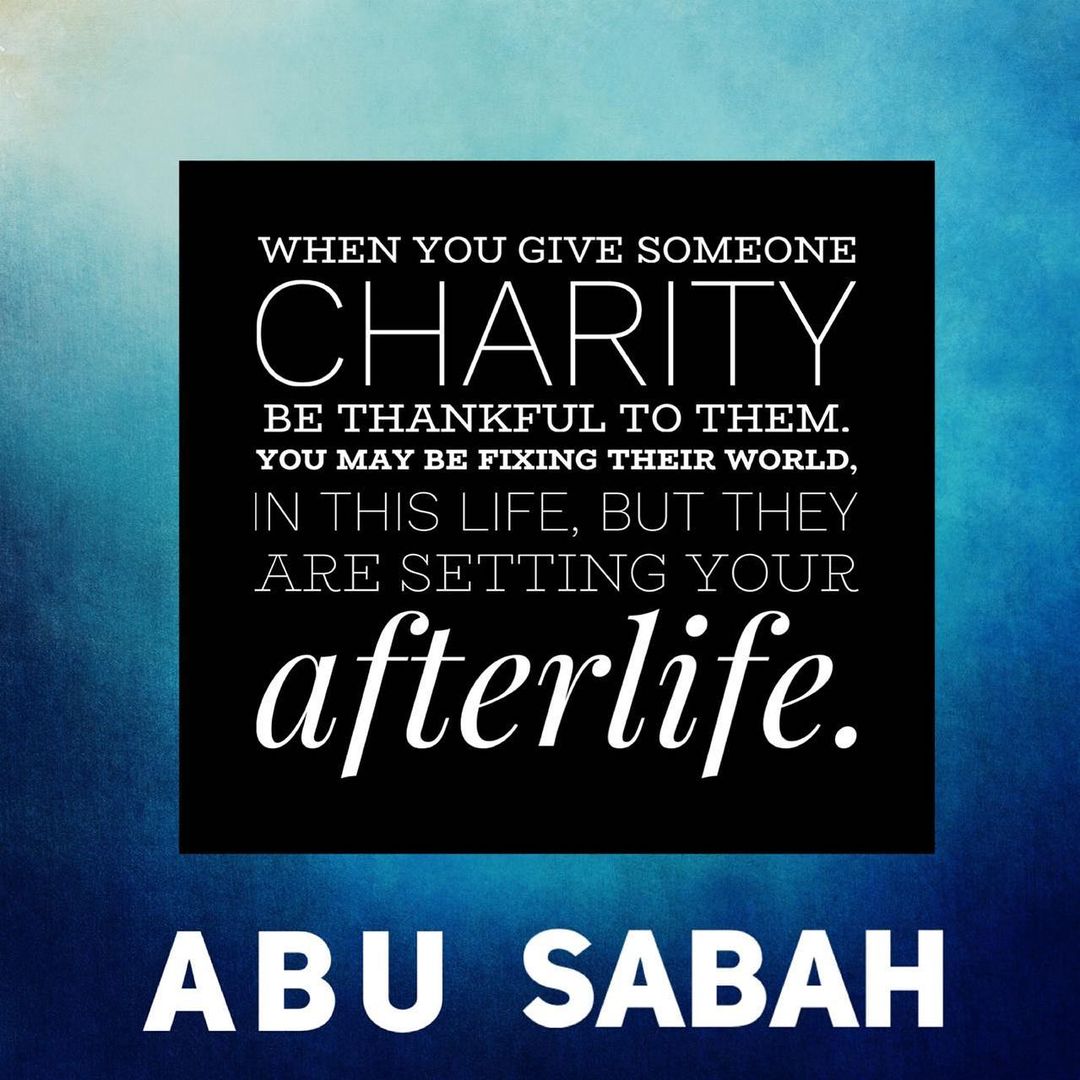 WHEN YOU GIVE SOMEONE
CHARITY
BE THANKFUL TO THEM.
YOU MAY BE FIXING THEIR WORLD,
IN THIS LIFE, BUT THEY
ARE SETTING YOUR
afterlife.
ABU SABAH